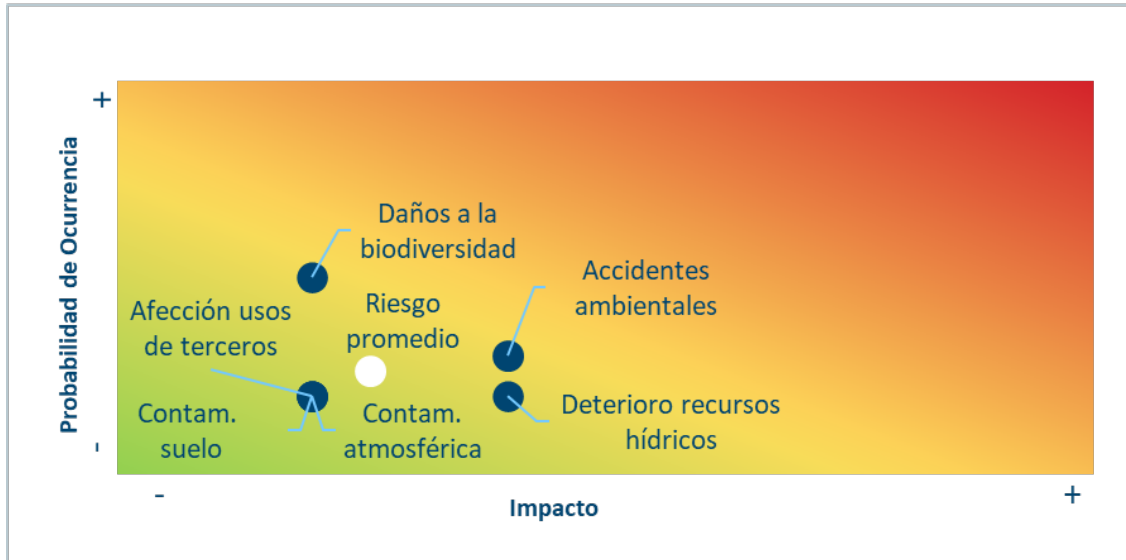 +
Probabilidad de Ocurrencia
-
Daños a la
biodiversidad
Accidentes
ambientales
Riesgo
promedio
Afección usos
de terceros
Contam.
suelo
Contam.
atmosférica
Deterioro recursos
hídricos
-
Impacto
+